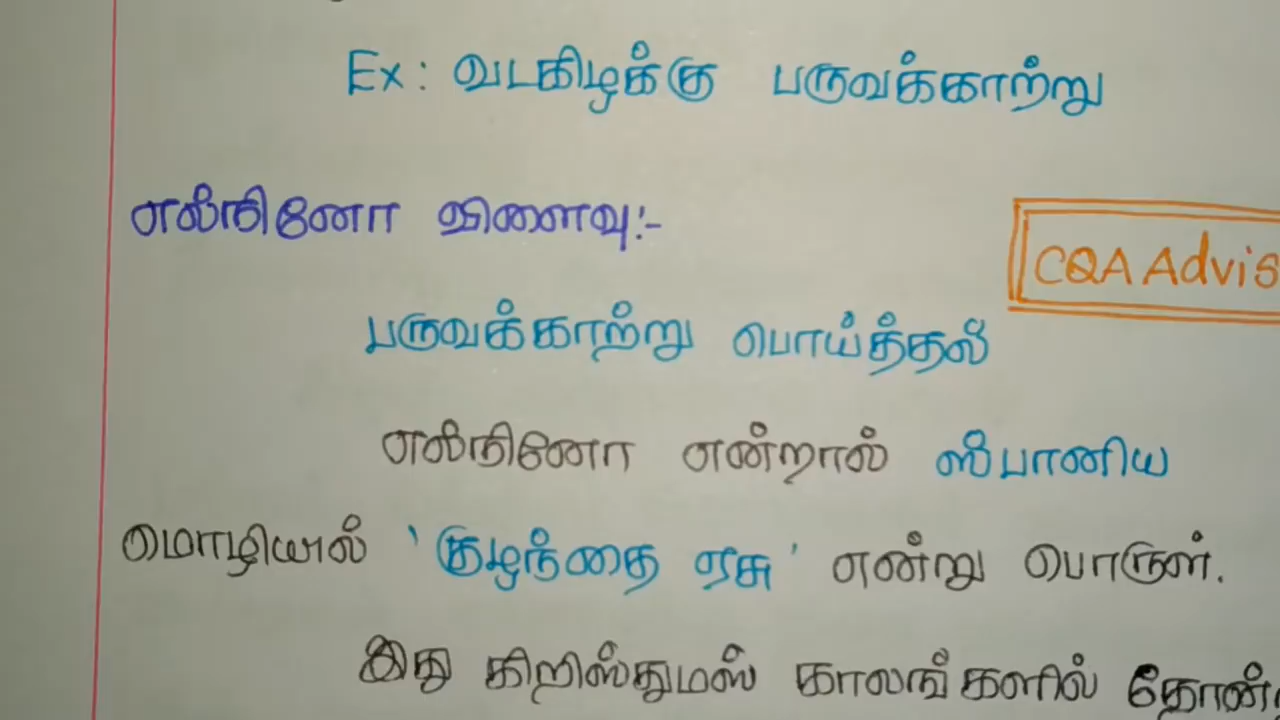 Ex: வடகிழக்கு பருவக்காற்று
எல்நினோ விளைவு:-
CQA Advis
பருவக்காற்று பொய்த்தல்
எல்நினோ என்றால் ஸ்பானிய
மொழியில் 'குழந்தை ஏசு' என்று பொருள்.
இது கிறிஸ்துமஸ் காலங்களில் தோன்